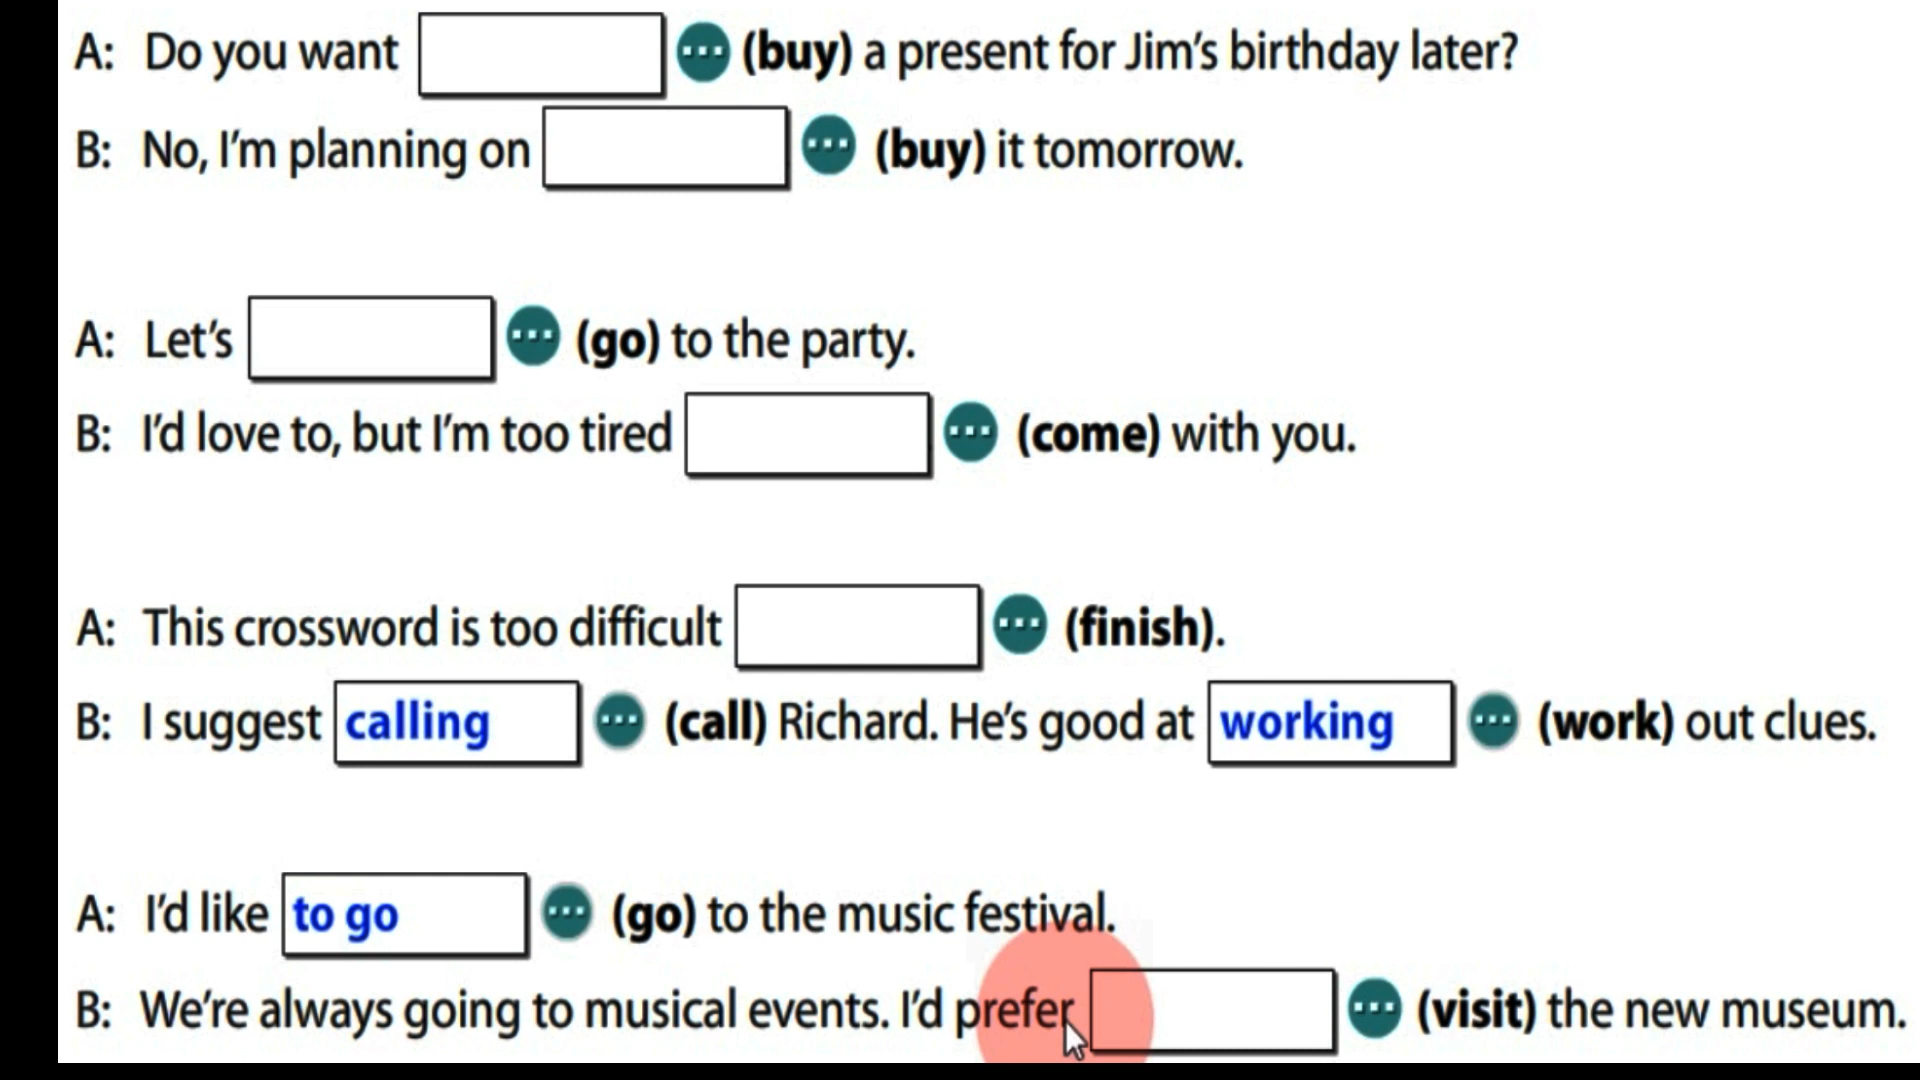 A: Do you want (buy) a present for Jim's birthday later?
B: No, I'm planning on (buy) it tomorrow.
A: Let's (go) to the party.
B: I'd love to, but I'm too tired (come) with you.
A: This crossword is too difficult (finish).
B: I suggest calling (call) Richard. He's good at working (work) out clues.
A: I'd like to go (go) to the music festival.
B: We're always going to musical events. I'd prefer (visit) the new museum.